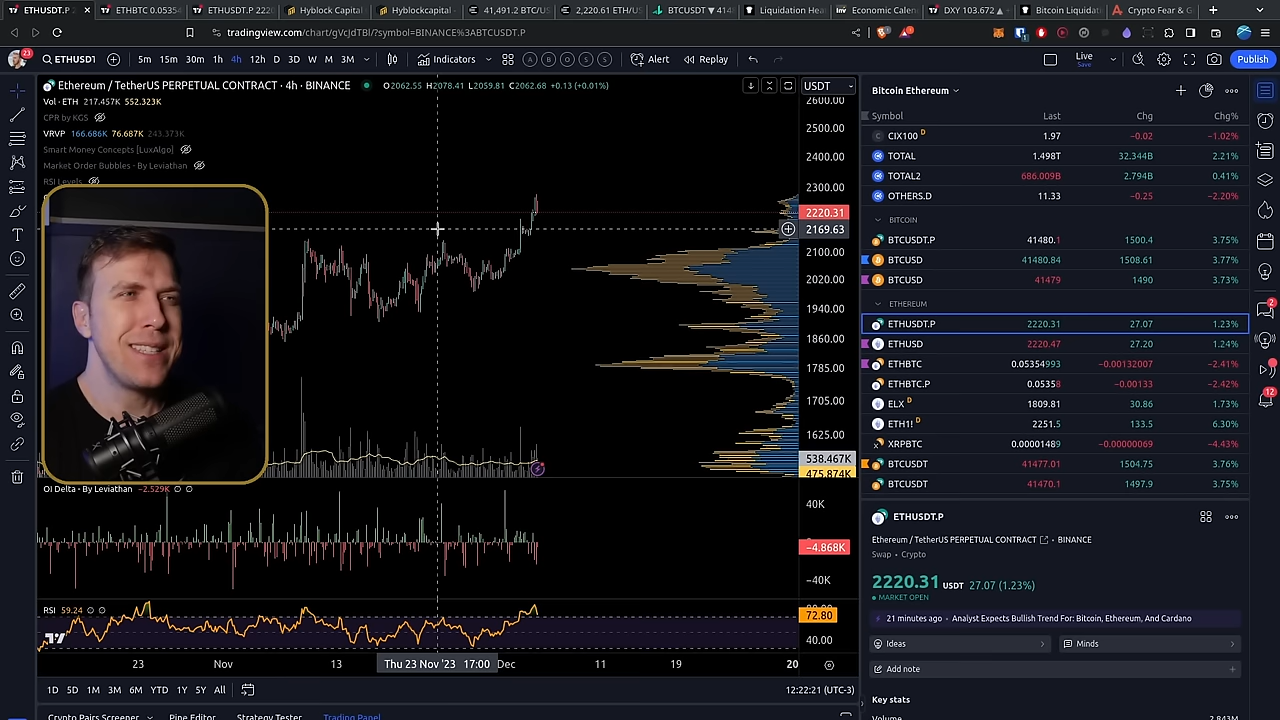 ETHUSDT.P
ETHBTC 0.05354
ETHUSDT.P 2220
Hyblock Capital
Hyblockcapital -
41,491.2 BTC/US
2,220.61 ETH/US
BTCUSDT ▼ 4148
Liquidation Hea
Economic Calen
DXY 103.672 ▲ +
Bitcoin Liquidat
Crypto Fear & G
tradingview.com/chart/gVcJdTBl/?symbol=BINANCE%3ABTCUSDT.P
23
ETHUSDT
5m 15m 30m 1h 4h 12h D 3D W M 3M
Indicators
A B O S S
Alert
Replay
Live
Save
Publish
Ethereum / TetherUS PERPETUAL CONTRACT · 4h · BINANCE
O2062.55 H2078.41 L2059.81 C2062.68 +0.13 (+0.01%)
USDT
Vol · ETH 217.457K 552.323K
CPR by KGS
VRVP 166.686K 76.687K 243.373K
Smart Money Concepts [LuxAlgo]
Market Order Bubbles - By Leviathan
RSI Levels
2600.00
2500.00
2400.00
2300.00
2220.31
2169.63
2100.00
2020.00
1940.00
1860.00
1785.00
1705.00
1625.00
538.467K
475.874K
OI Delta - By Leviathan −2.529K
40K
−4.868K
−40K
RSI 59.24
72.80
40.00
23 Nov 13 Thu 23 Nov '23 17:00 Dec 11 19 20
1D 5D 1M 3M 6M YTD 1Y 5Y All
12:22:21 (UTC-3)
Crypto Pairs Screener
Pine Editor
Strategy Tester
Trading Panel
Bitcoin Ethereum
Symbol Last Chg Chg%
CIX100 D 1.97 −0.02 −1.02%
TOTAL 1.498T 32.344B 2.21%
TOTAL2 686.009B 2.794B 0.41%
OTHERS.D 11.33 −0.25 −2.20%
BITCOIN
BTCUSDT.P 41480.1 1500.4 3.75%
BTCUSD 41480.84 1508.61 3.77%
BTCUSD 41479 1490 3.73%
ETHEREUM
ETHUSDT.P 2220.31 27.07 1.23%
ETHUSD 2220.47 27.20 1.24%
ETHBTC 0.05354993 −0.00132007 −2.41%
ETHBTC.P 0.05358 −0.00133 −2.42%
ELX D 1809.81 30.86 1.73%
ETH1! D 2251.5 133.5 6.30%
XRPBTC 0.00001489 −0.00000069 −4.43%
BTCUSDT 41477.01 1504.75 3.76%
BTCUSDT 41470.1 1497.9 3.75%
2
12
ETHUSDT.P
Ethereum / TetherUS PERPETUAL CONTRACT · BINANCE
Swap · Crypto
2220.31 USDT 27.07 (1.23%)
MARKET OPEN
21 minutes ago · Analyst Expects Bullish Trend For: Bitcoin, Ethereum, And Cardano
Ideas
Minds
Add note
Key stats
Volume 2.843M